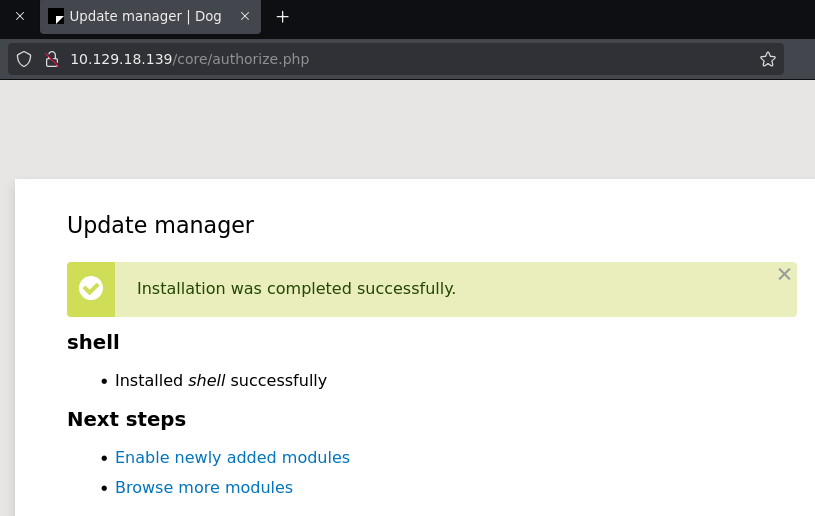 Update manager | Dog
10.129.18.139/core/authorize.php
Update manager
Installation was completed successfully.
shell
Installed shell successfully
Next steps
Enable newly added modules
Browse more modules